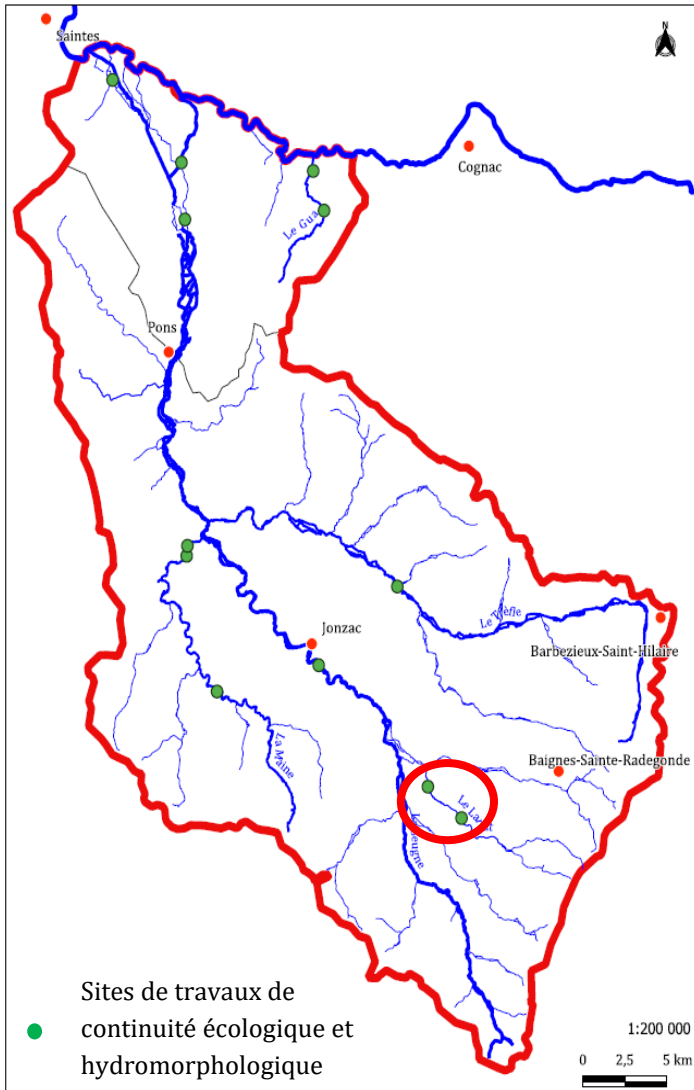 N
Saintes
Cognac
Le Gua
Pons
Le Trèfle
Jonzac
Barbezieux-Saint-Hilaire
Baignes-Sainte-Radegonde
La Maine
Le
Sites de travaux de
continuité écologique et
hydromorphologique
1:200 000
0 2,5 5 km